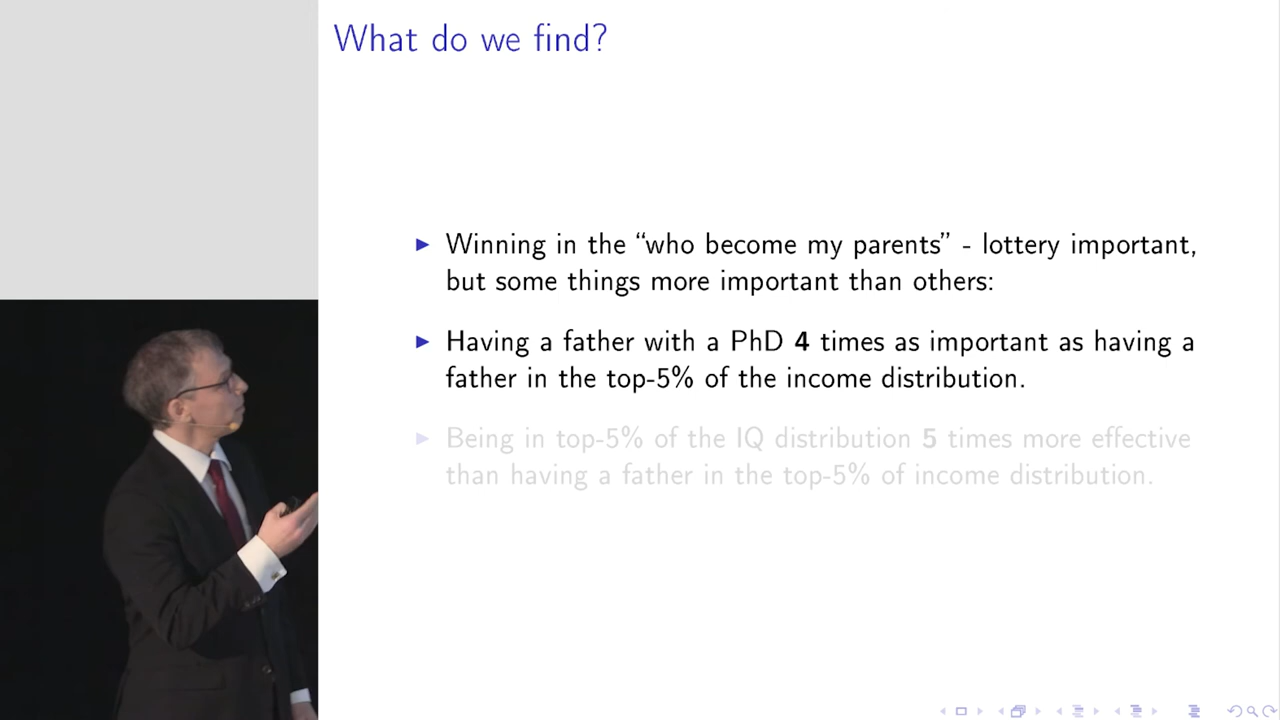 What do we find?
Winning in the “who become my parents” - lottery important,
but some things more important than others:
Having a father with a PhD 4 times as important as having a
father in the top-5% of the income distribution.
Being in top-5% of the IQ distribution 5 times more effective
than having a father in the top-5% of income distribution.